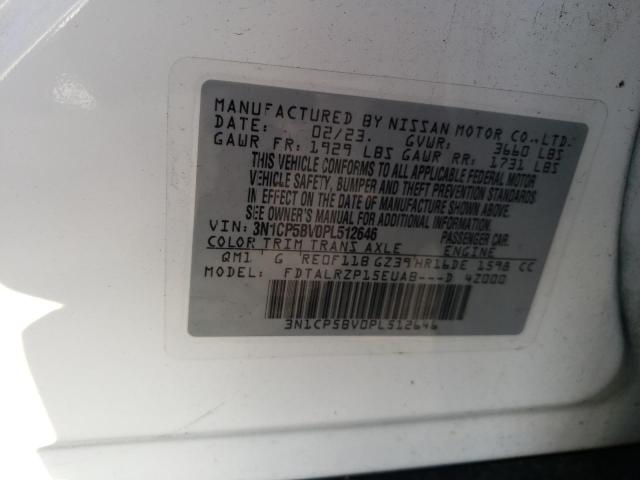 MANUFACTURED BY NISSAN MOTOR CO.,LTD.
DATE: 02/23. GVWR: 3660 LBS
GAWR FR: 1929 LBS GAWR RR: 1731 LBS
THIS VEHICLE CONFORMS TO ALL APPLICABLE FEDERAL MOTOR
VEHICLE SAFETY, BUMPER AND THEFT PREVENTION STANDARDS
IN EFFECT ON THE DATE OF MANUFACTURE SHOWN ABOVE.
SEE OWNER'S MANUAL FOR ADDITIONAL INFORMATION.
VIN: 3N1CP5BV0PL512646 PASSENGER CAR.
COLOR TRIM TRANS AXLE ENGINE
QM1 G RE0F11B GZ39 HR16DE 1598 CC
MODEL: FDTALRZP15EUA8---D 4Z000
3N1CP5BV0PL512646